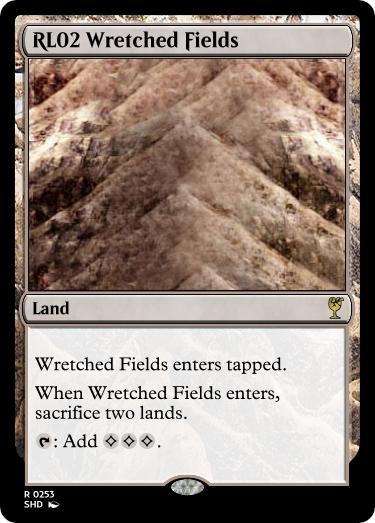 RL02 Wretched Fields
Land
Wretched Fields enters tapped.
When Wretched Fields enters,
sacrifice two lands.
: Add .
R 0253
SHD